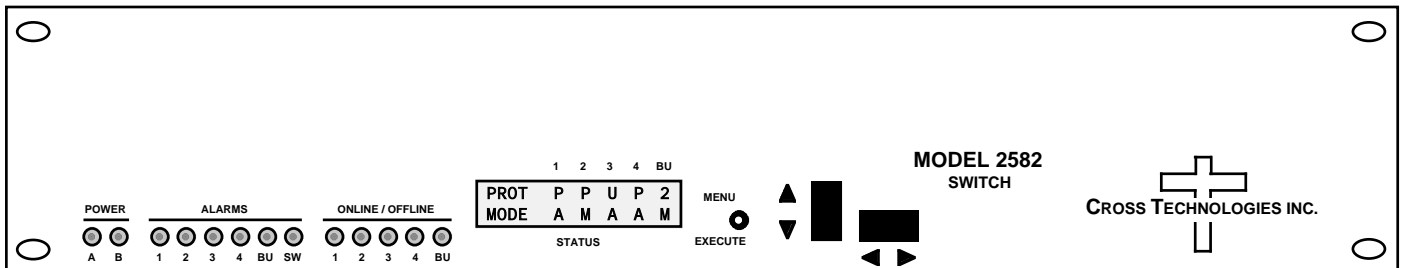 MODEL 2582
SWITCH
CROSS TECHNOLOGIES INC.
1 2 3 4 BU
PROT P P U P 2
MODE A M A A M
STATUS
MENU
EXECUTE
POWER
A B
ALARMS
1 2 3 4 BU SW
ONLINE / OFFLINE
1 2 3 4 BU